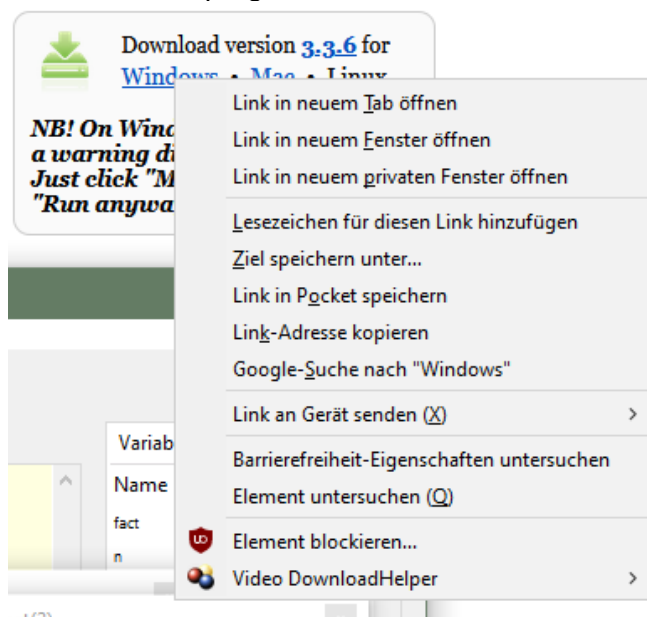 Download version 3.3.6 for
Windows • Mac • Linux
NB! On Wind
a warning di
Just click "M
"Run anywa
Link in neuem Tab öffnen
Link in neuem Fenster öffnen
Link in neuem privaten Fenster öffnen
Lesezeichen für diesen Link hinzufügen
Ziel speichern unter...
Link in Pocket speichern
Link-Adresse kopieren
Google-Suche nach "Windows"
Link an Gerät senden (X)
Barrierefreiheit-Eigenschaften untersuchen
Element untersuchen (Q)
Element blockieren...
Video DownloadHelper
Variab
Name
fact
n